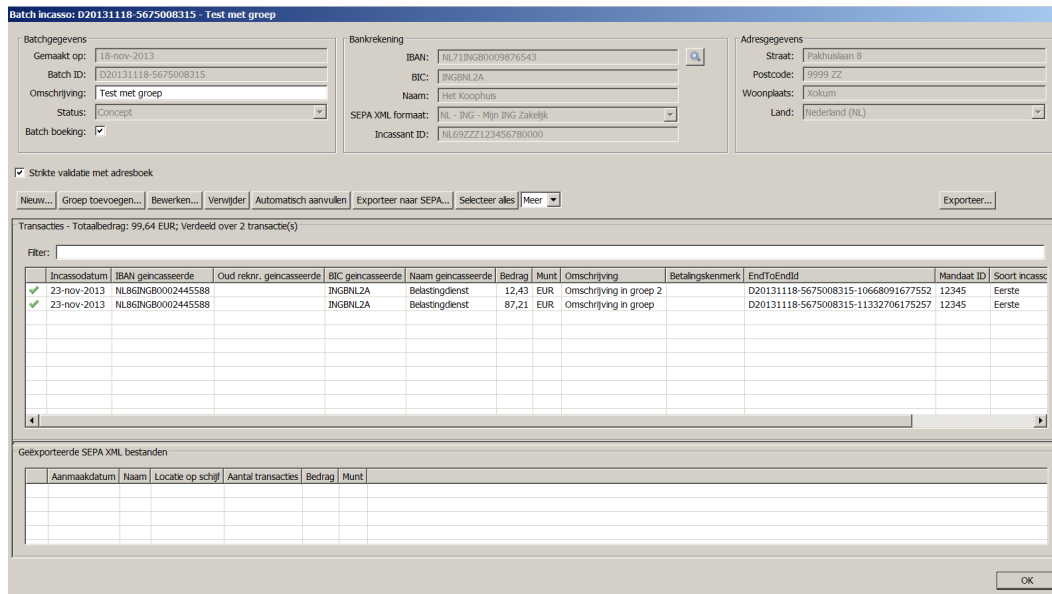 Batch incasso: D20131118-5675008315 - Test met groep
Batchgegevens
Gemaakt op: 18-nov-2013
Batch ID: D20131118-5675008315
Omschrijving: Test met groep
Status: Concept
Batch boeking:
Bankrekening
IBAN: NL71INGB0009876543
BIC: INGBNL2A
Naam: Het Koophuis
SEPA XML formaat: NL - ING - Mijn ING Zakelijk
Incassant ID: NL69ZZZ123456780000
Adresgegevens
Straat: Pakhuislaan 8
Postcode: 9999 ZZ
Woonplaats: Xokum
Land: Nederland (NL)
Strikte validatie met adresboek
Nieuw... Groep toevoegen... Bewerken... Verwijder Automatisch aanvullen Exporteer naar SEPA... Selecteer alles Meer Exporteer...
Transacties - Totaalbedrag: 99,64 EUR; Verdeeld over 2 transactie(s)
Filter:
Incassodatum IBAN geincasseerde Oud reknr. geincasseerde BIC geincasseerde Naam geincasseerde Bedrag Munt Omschrijving Betalingskenmerk EndToEndId Mandaat ID Soort incasso
23-nov-2013 NL86INGB0002445588 INGBNL2A Belastingdienst 12,43 EUR Omschrijving in groep 2 D20131118-5675008315-10668091677552 12345 Eerste
23-nov-2013 NL86INGB0002445588 INGBNL2A Belastingdienst 87,21 EUR Omschrijving in groep D20131118-5675008315-11332706175257 12345 Eerste
Geëxporteerde SEPA XML bestanden
Aanmaakdatum Naam Locatie op schijf Aantal transacties Bedrag Munt
OK